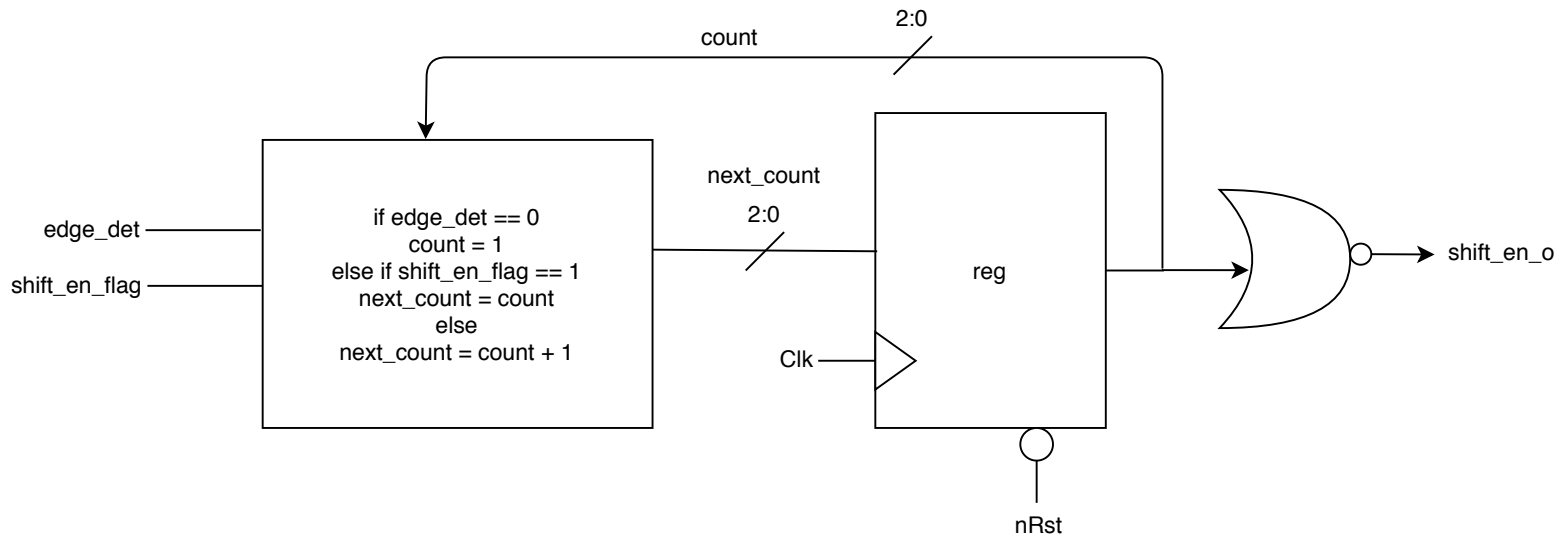 2:0
count
next_count
2:0
edge_det
shift_en_flag
if edge_det == 0
count = 1
else if shift_en_flag == 1
next_count = count
else
next_count = count + 1
reg
Clk
nRst
shift_en_o